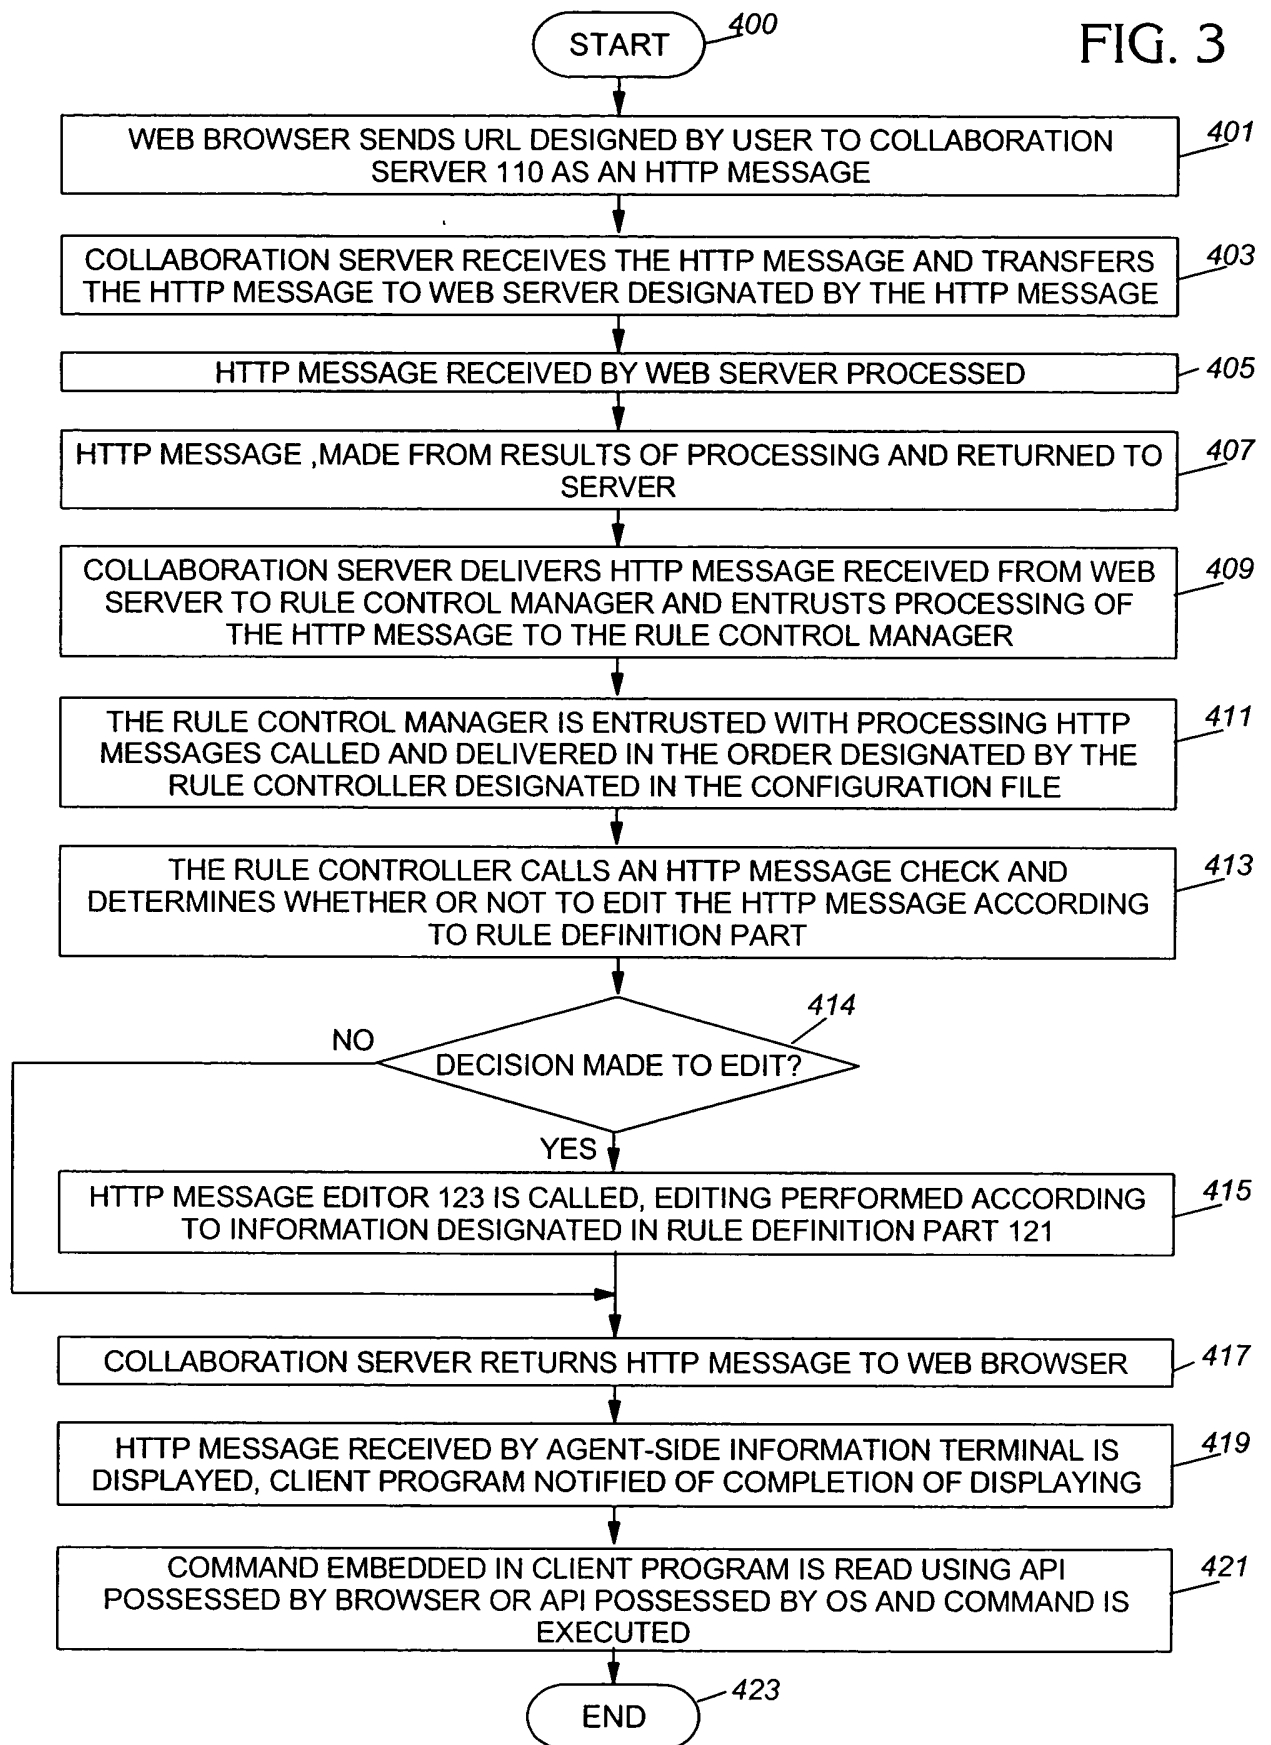 START
400
FIG. 3
WEB BROWSER SENDS URL DESIGNED BY USER TO COLLABORATION
SERVER 110 AS AN HTTP MESSAGE
401
COLLABORATION SERVER RECEIVES THE HTTP MESSAGE AND TRANSFERS
THE HTTP MESSAGE TO WEB SERVER DESIGNATED BY THE HTTP MESSAGE
403
HTTP MESSAGE RECEIVED BY WEB SERVER PROCESSED
405
HTTP MESSAGE ,MADE FROM RESULTS OF PROCESSING AND RETURNED TO
SERVER
407
COLLABORATION SERVER DELIVERS HTTP MESSAGE RECEIVED FROM WEB
SERVER TO RULE CONTROL MANAGER AND ENTRUSTS PROCESSING OF
THE HTTP MESSAGE TO THE RULE CONTROL MANAGER
409
THE RULE CONTROL MANAGER IS ENTRUSTED WITH PROCESSING HTTP
MESSAGES CALLED AND DELIVERED IN THE ORDER DESIGNATED BY THE
RULE CONTROLLER DESIGNATED IN THE CONFIGURATION FILE
411
THE RULE CONTROLLER CALLS AN HTTP MESSAGE CHECK AND
DETERMINES WHETHER OR NOT TO EDIT THE HTTP MESSAGE ACCORDING
TO RULE DEFINITION PART
413
414
NO
DECISION MADE TO EDIT?
YES
HTTP MESSAGE EDITOR 123 IS CALLED, EDITING PERFORMED ACCORDING
TO INFORMATION DESIGNATED IN RULE DEFINITION PART 121
415
COLLABORATION SERVER RETURNS HTTP MESSAGE TO WEB BROWSER
417
HTTP MESSAGE RECEIVED BY AGENT-SIDE INFORMATION TERMINAL IS
DISPLAYED, CLIENT PROGRAM NOTIFIED OF COMPLETION OF DISPLAYING
419
COMMAND EMBEDDED IN CLIENT PROGRAM IS READ USING API
POSSESSED BY BROWSER OR API POSSESSED BY OS AND COMMAND IS
EXECUTED
421
END
423